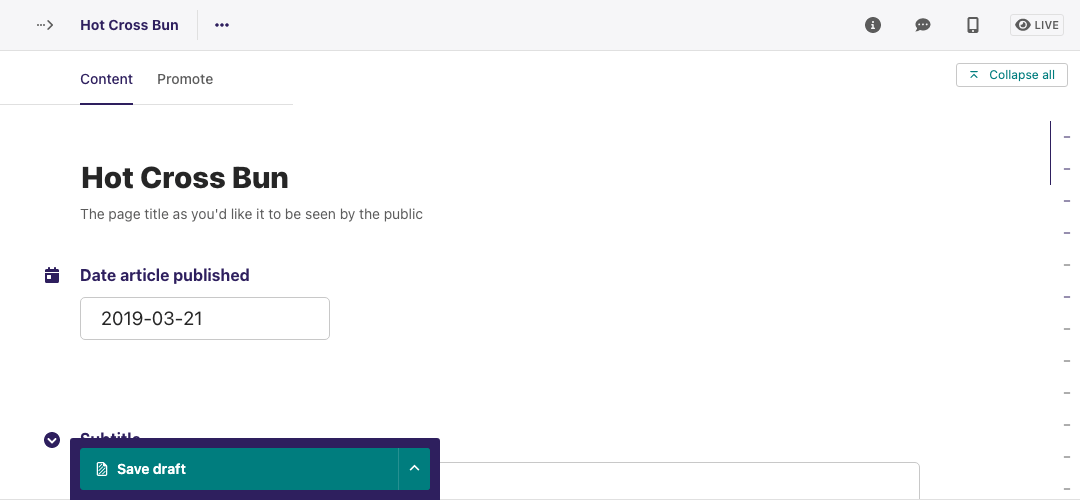 Hot Cross Bun
LIVE
Content
Promote
Collapse all
Hot Cross Bun
The page title as you'd like it to be seen by the public
Date article published
2019-03-21
Subtitle
Save draft